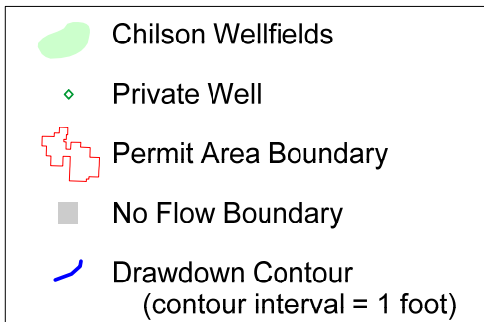 Chilson Wellfields
Private Well
Permit Area Boundary
No Flow Boundary
Drawdown Contour
(contour interval = 1 foot)